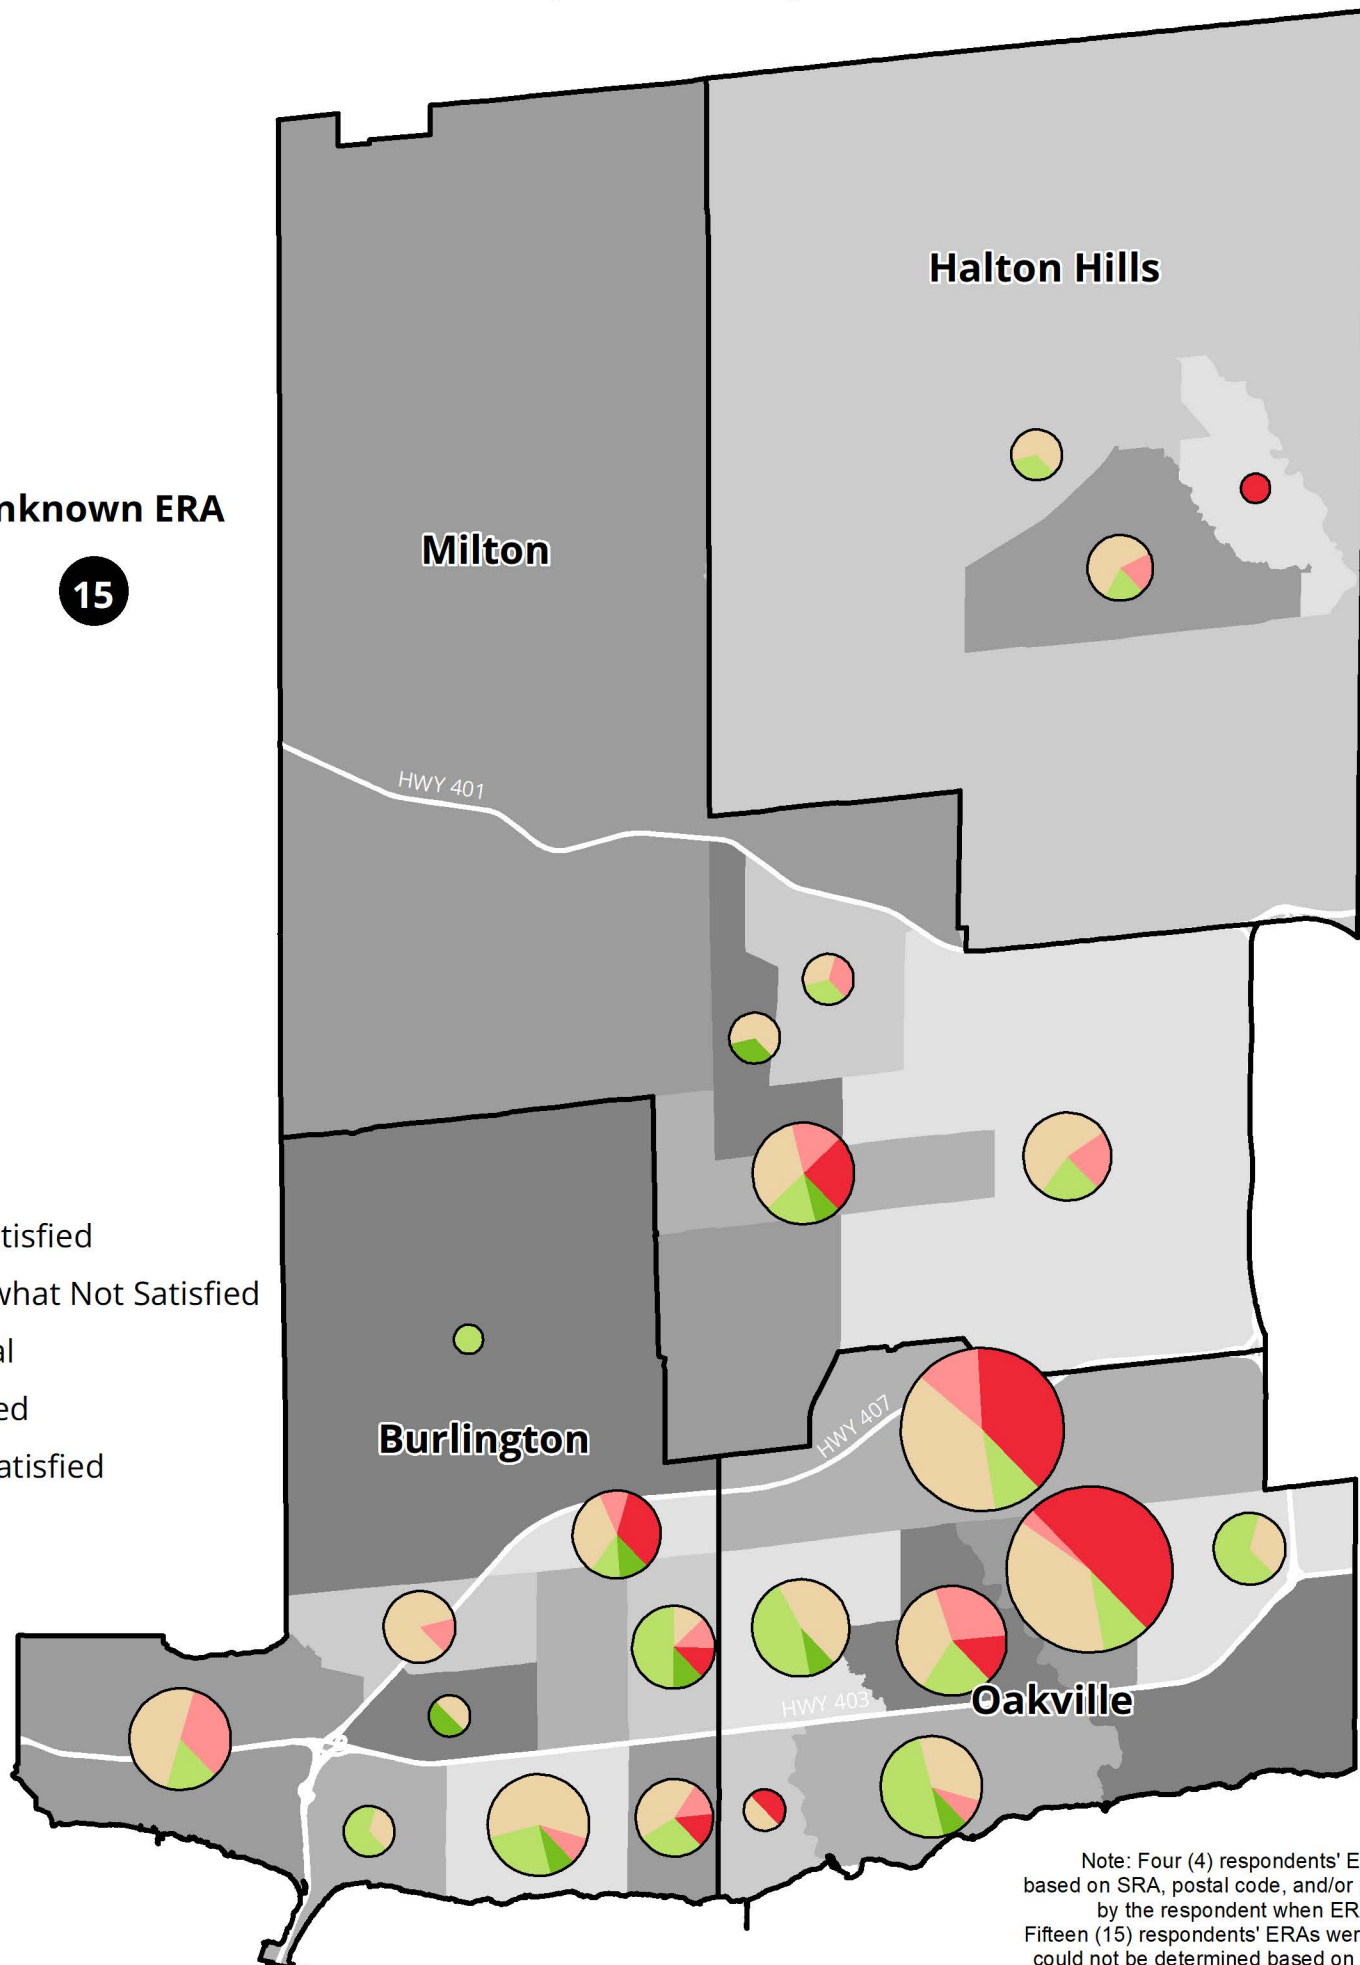 Halton Hills
nknown ERA
Milton
15
HWY 401
tisfied
what Not Satisfied
al
ed
atisfied
HWY 407
Burlington
HWY 403
Oakville
Note: Four (4) respondents' E
based on SRA, postal code, and/or
by the respondent when ER
Fifteen (15) respondents' ERAs wer
could not be determined based on